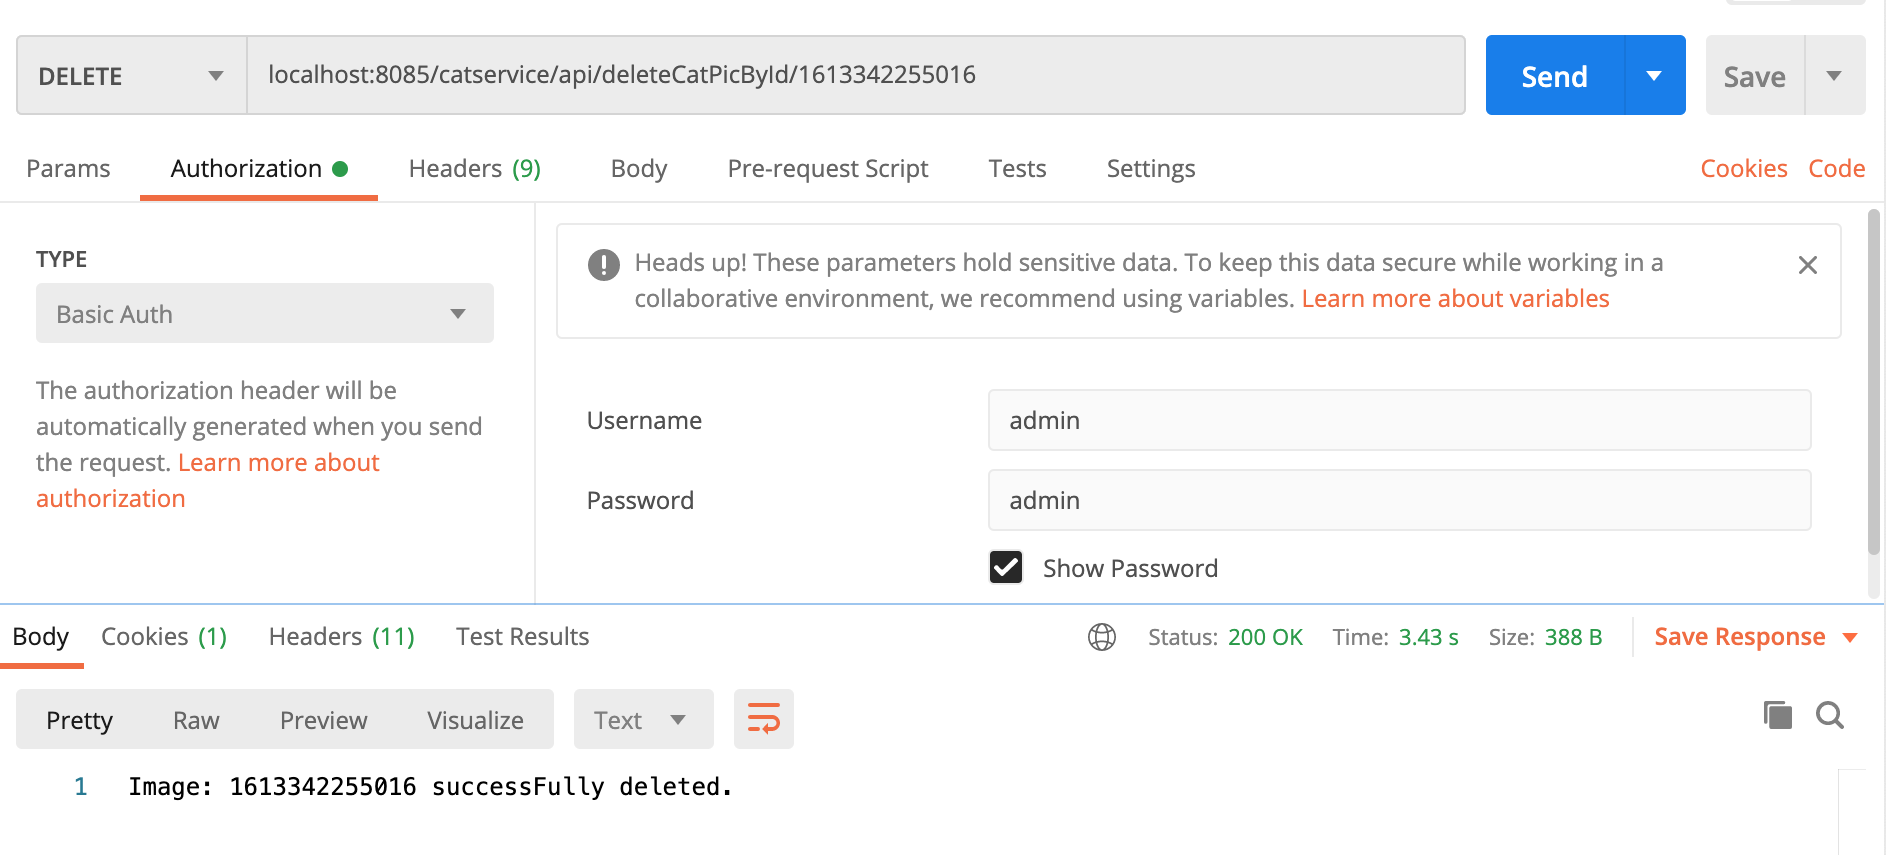 DELETE localhost:8085/catservice/api/deleteCatPicById/1613342255016 Send Save
Params Authorization Headers (9) Body Pre-request Script Tests Settings Cookies Code
TYPE
Basic Auth
The authorization header will be
automatically generated when you send
the request. Learn more about
authorization
Heads up! These parameters hold sensitive data. To keep this data secure while working in a
collaborative environment, we recommend using variables. Learn more about variables
Username admin
Password admin
Show Password
Body Cookies (1) Headers (11) Test Results Status: 200 OK Time: 3.43 s Size: 388 B Save Response
Pretty Raw Preview Visualize Text
1 Image: 1613342255016 successFully deleted.